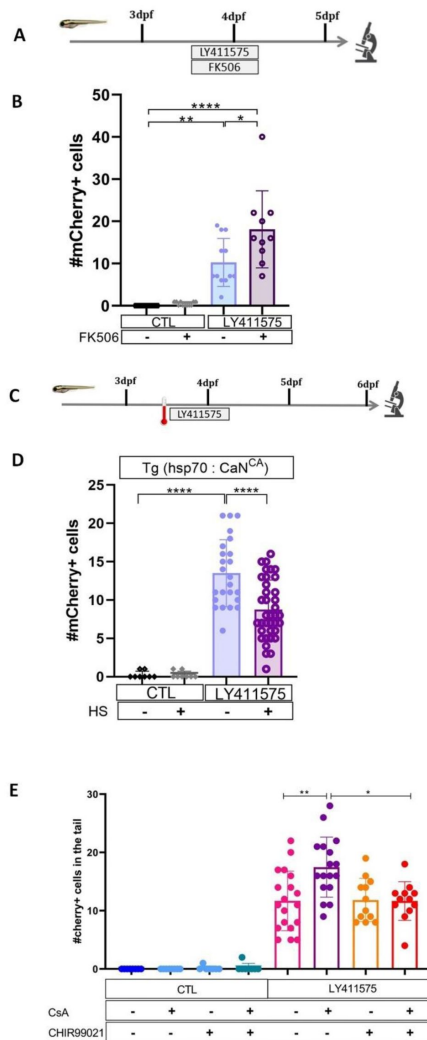 A
3dpf 4dpf 5dpf
LY411575
FK506
B
#mCherry+ cells
50
40
30
20
10
0
****
** *
CTL LY411575
FK506 - + - +
C
3dpf 4dpf 5dpf 6dpf
LY411575
D
Tg (hsp70 : CaN^CA)
#mCherry+ cells
25
20
15
10
5
0
**** ****
CTL LY411575
HS - + - +
E
#cherry+ cells in the tail
30
20
10
0
** *
CTL LY411575
CsA - + - + - + - +
CHIR99021 - - + + - - + +